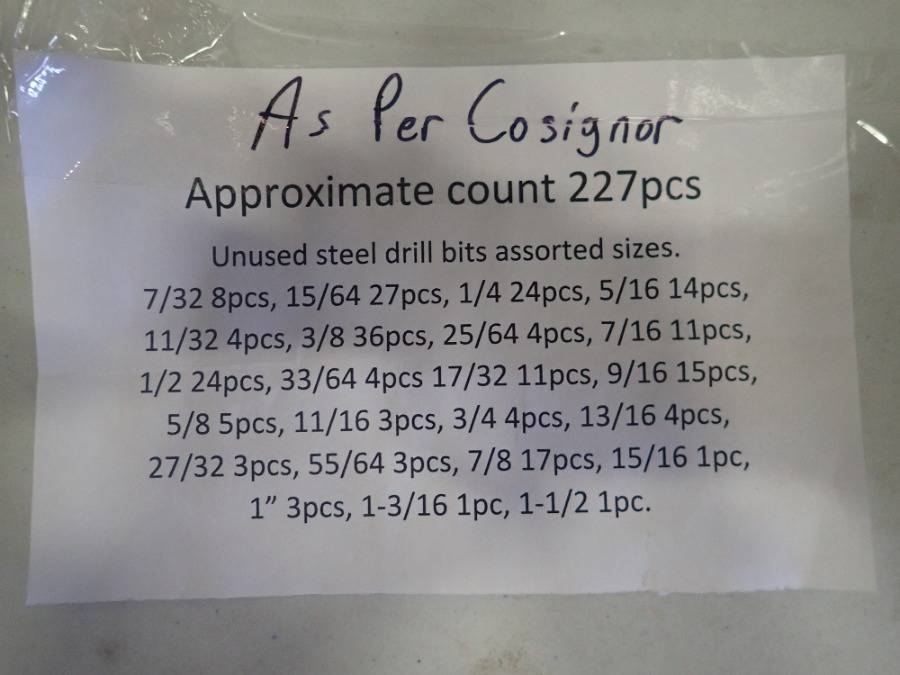 As Per Cosignor
Approximate count 227pcs
Unused steel drill bits assorted sizes.
7/32 8pcs, 15/64 27pcs, 1/4 24pcs, 5/16 14pcs,
11/32 4pcs, 3/8 36pcs, 25/64 4pcs, 7/16 11pcs,
1/2 24pcs, 33/64 4pcs 17/32 11pcs, 9/16 15pcs,
5/8 5pcs, 11/16 3pcs, 3/4 4pcs, 13/16 4pcs,
27/32 3pcs, 55/64 3pcs, 7/8 17pcs, 15/16 1pc,
1” 3pcs, 1-3/16 1pc, 1-1/2 1pc.